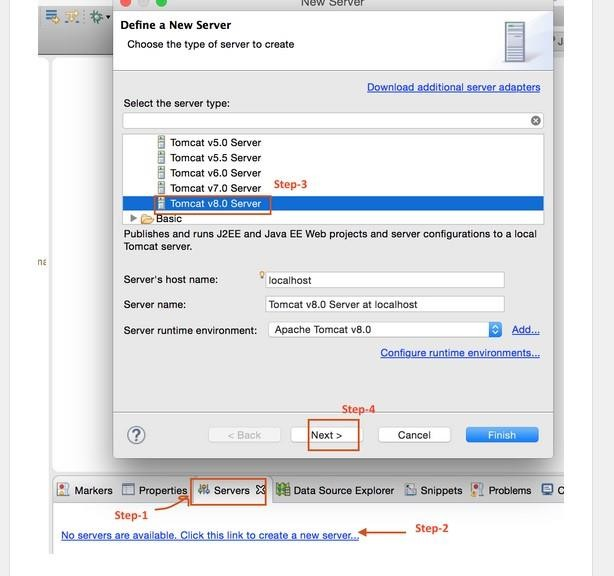 New Server
Define a New Server
Choose the type of server to create
Download additional server adapters
Select the server type:
Tomcat v5.0 Server
Tomcat v5.5 Server
Tomcat v6.0 Server
Tomcat v7.0 Server
Step-3
Tomcat v8.0 Server
Basic
Publishes and runs J2EE and Java EE Web projects and server configurations to a local
Tomcat server.
Server's host name: localhost
Server name: Tomcat v8.0 Server at localhost
Server runtime environment: Apache Tomcat v8.0 Add...
Configure runtime environments...
Step-4
? < Back Next > Cancel Finish
Markers Properties Servers Data Source Explorer Snippets Problems
Step-1
Step-2
No servers are available. Click this link to create a new server...